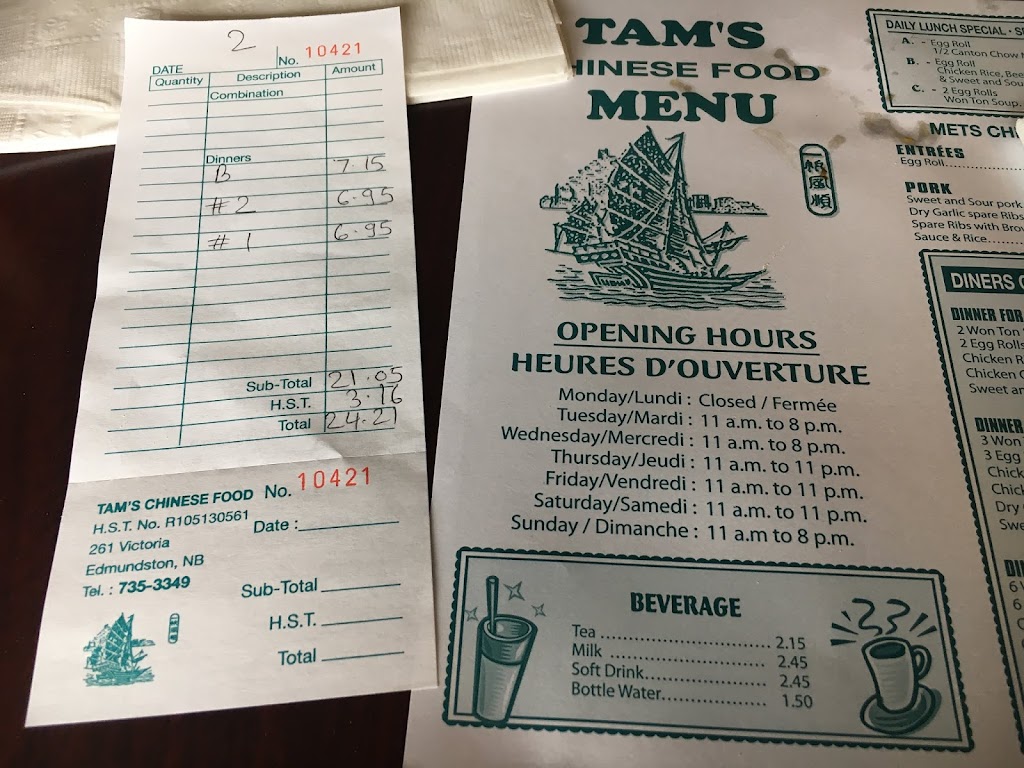 2
No. 10421
DATE
Quantity Description Amount
Combination
Dinners
B 7.15
#2 6.95
#1 6.95
Sub-Total 21.05
H.S.T. 3.16
Total 24.21
TAM'S CHINESE FOOD No. 10421
H.S.T. No. R105130561
Date :
261 Victoria
Edmundston, NB
Tel. : 735-3349
Sub-Total
H.S.T.
Total
TAM'S
HINESE FOOD
MENU
OPENING HOURS
HEURES D'OUVERTURE
Monday/Lundi : Closed / Fermée
Tuesday/Mardi : 11 a.m. to 8 p.m.
Wednesday/Mercredi : 11 a.m. to 8 p.m.
Thursday/Jeudi : 11 a.m. to 11 p.m.
Friday/Vendredi : 11 a.m. to 11 p.m.
Saturday/Samedi : 11 a.m. to 11 p.m.
Sunday / Dimanche : 11 a.m to 8 p.m.
BEVERAGE
Tea ........................ 2.15
Milk ........................ 2.45
Soft Drink................... 2.45
Bottle Water................. 1.50
DAILY LUNCH SPECIAL
A. - Egg Roll
1/2 Canton Chow
B. - Egg Roll
Chicken Rice,
& Sweet and
C. - 2 Egg Rolls
Won Ton Soup,
METS
ENTRÉES
Egg Roll
PORK
Sweet and Sour pork
Dry Garlic spare Ribs
Spare Ribs with
Sauce & Rice
DINERS
DINNER FOR
2 Won Ton
2 Egg Rolls
Chicken
Chicken
Sweet
DINNER
3 Won
3 Egg
Dry
6
6